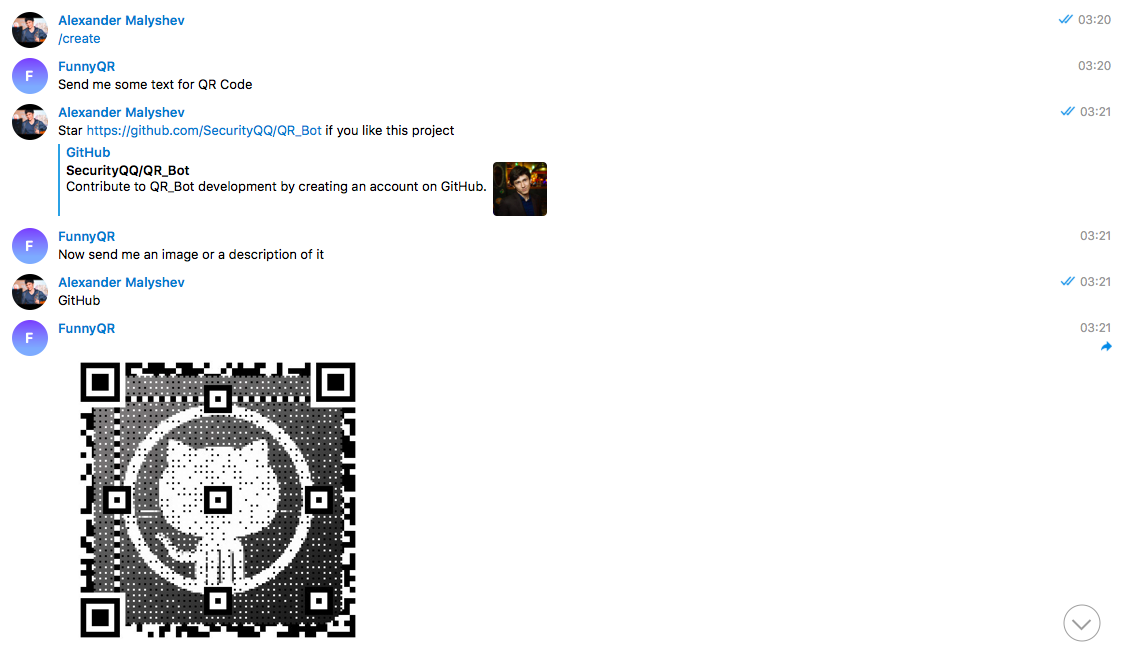 Alexander Malyshev 03:20
/create
FunnyQR 03:20
F
Send me some text for QR Code
Alexander Malyshev 03:21
Star https://github.com/SecurityQQ/QR_Bot if you like this project
GitHub
SecurityQQ/QR_Bot
Contribute to QR_Bot development by creating an account on GitHub.
FunnyQR 03:21
F
Now send me an image or a description of it
Alexander Malyshev 03:21
GitHub
FunnyQR 03:21
F